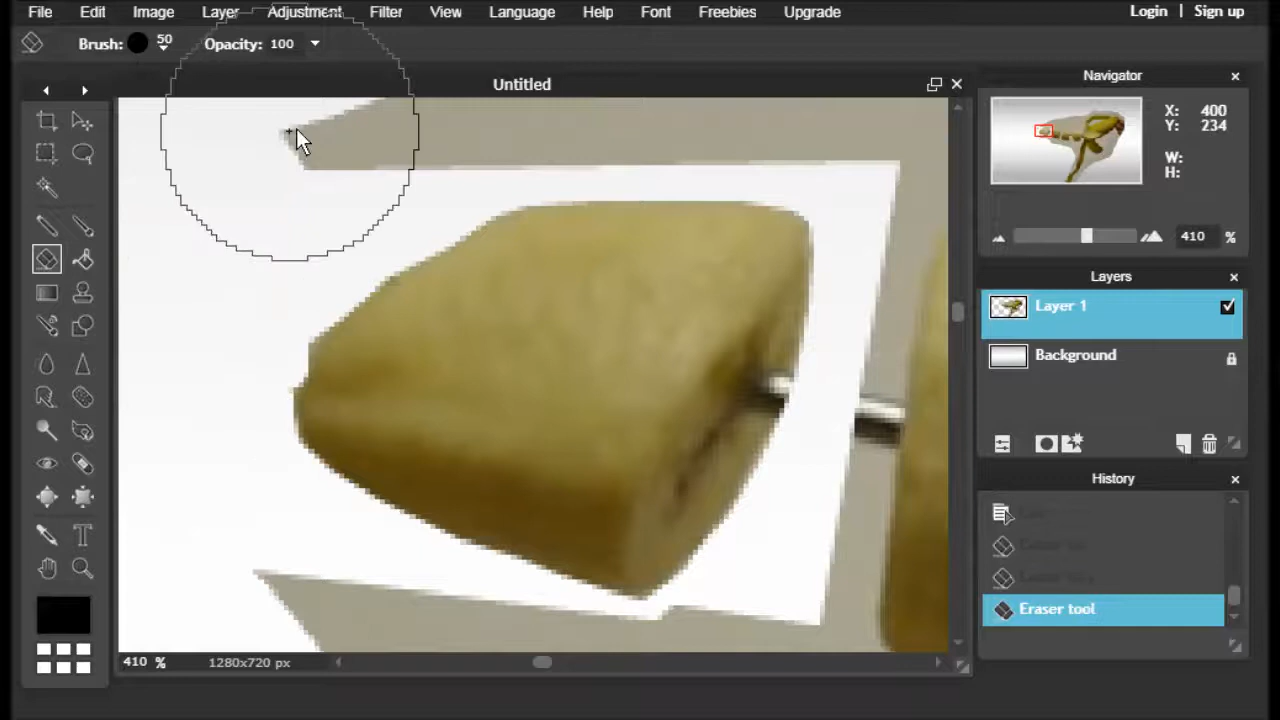 File Edit Image Layer Adjustment Filter View Language Help Font Freebies Upgrade Login | Sign up
Brush: 50 Opacity: 100
Untitled
Navigator
X: 400
Y: 234
W:
H:
410 %
Layers
Layer 1
Background
History
Eraser tool
410 % 1280x720 px